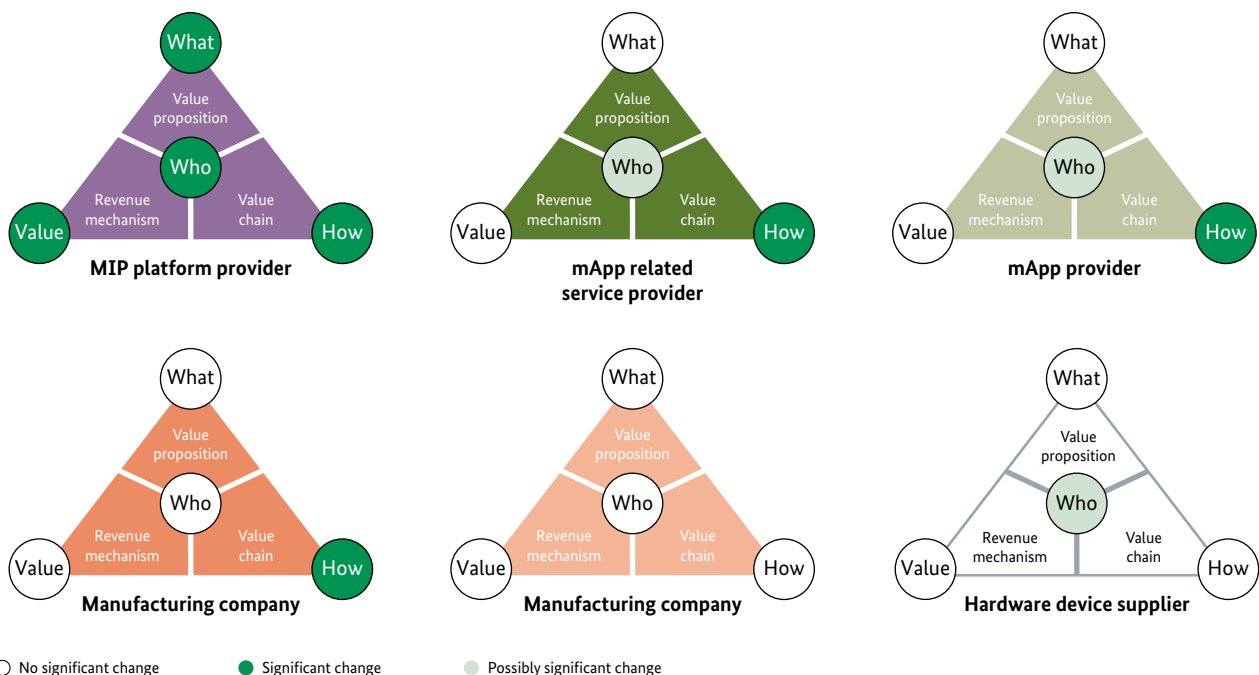 What
Value
proposition
Who
Revenue
mechanism
Value
chain
Value
How
MIP platform provider
What
Value
proposition
Who
Revenue
mechanism
Value
chain
Value
How
mApp related
service provider
What
Value
proposition
Who
Revenue
mechanism
Value
chain
Value
How
mApp provider
What
Value
proposition
Who
Revenue
mechanism
Value
chain
Value
How
Manufacturing company
What
Value
proposition
Who
Revenue
mechanism
Value
chain
Value
How
Manufacturing company
What
Value
proposition
Who
Revenue
mechanism
Value
chain
Value
How
Hardware device supplier
No significant change
Significant change
Possibly significant change